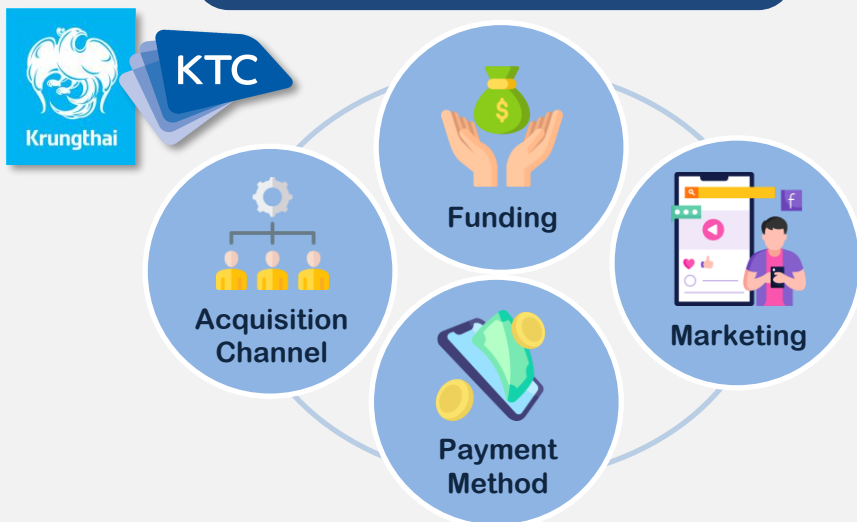 KTC
Krungthai
$
Funding
f
Acquisition
Channel
Marketing
Payment
Method